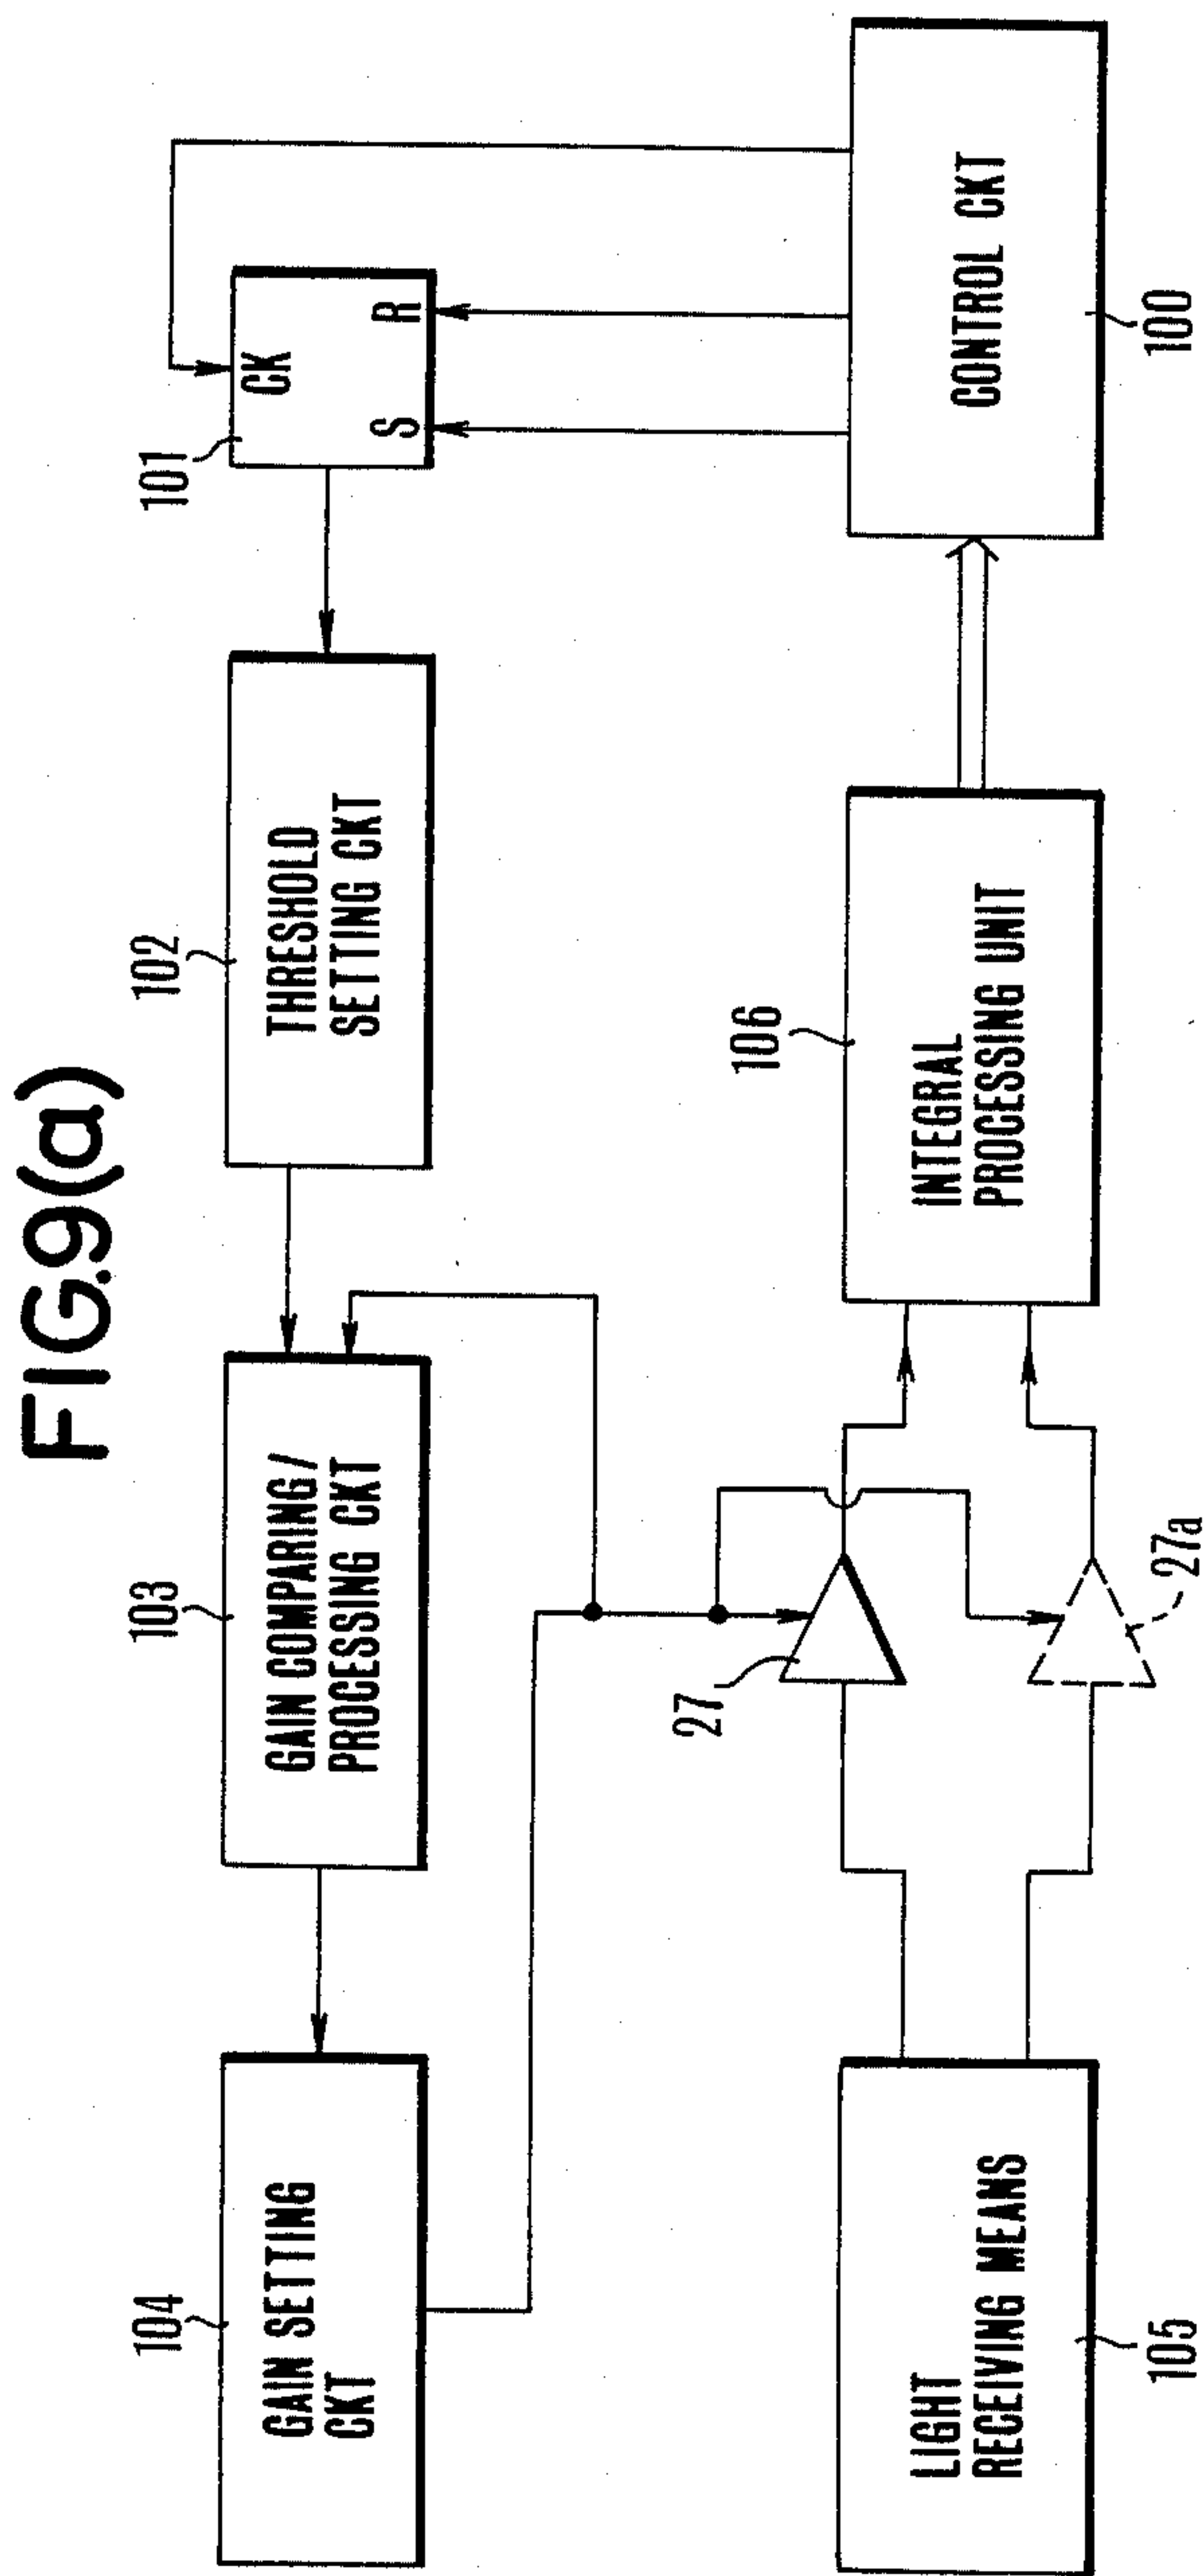 FIG.9(a)
104
GAIN SETTING
CKT
103
GAIN COMPARING/
PROCESSING CKT
102
THRESHOLD
SETTING CKT
101
CK
S
R
27
27a
106
INTEGRAL
PROCESSING UNIT
LIGHT
RECEIVING MEANS
105
CONTROL CKT
100